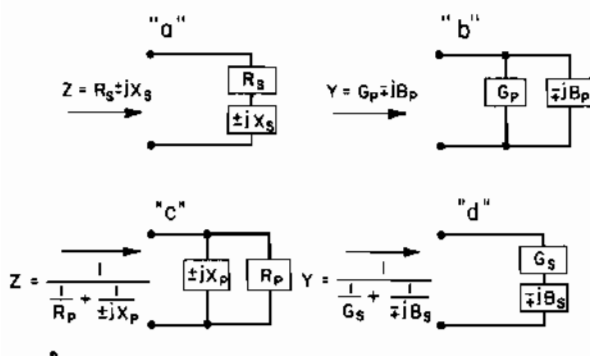 "a"
Z = R_S ± jX_S
R_S
±jX_S
"b"
Y = G_P ∓ jB_P
G_P
∓jB_P
"c"
Z = 1 / (1/R_P + 1/±jX_P)
±jX_P
R_P
"d"
Y = 1 / (1/G_S + 1/∓jB_S)
G_S
∓jB_S